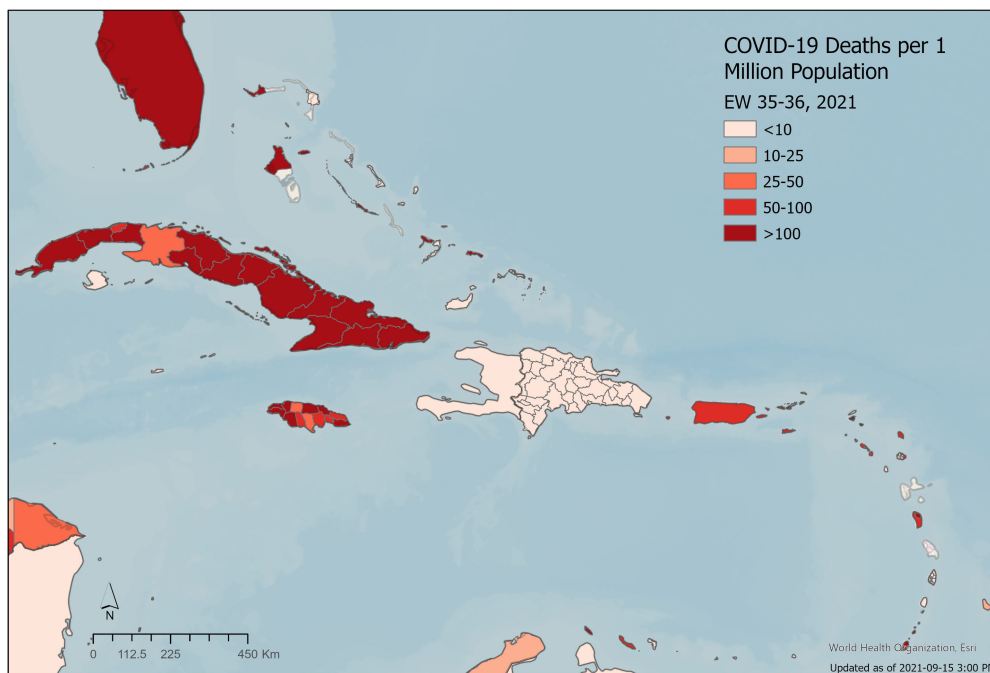 COVID-19 Deaths per 1
Million Population
EW 35-36, 2021
<10
10-25
25-50
50-100
>100
N
0 112.5 225 450 Km
World Health Organization, Esri
Updated as of 2021-09-15 3:00 P